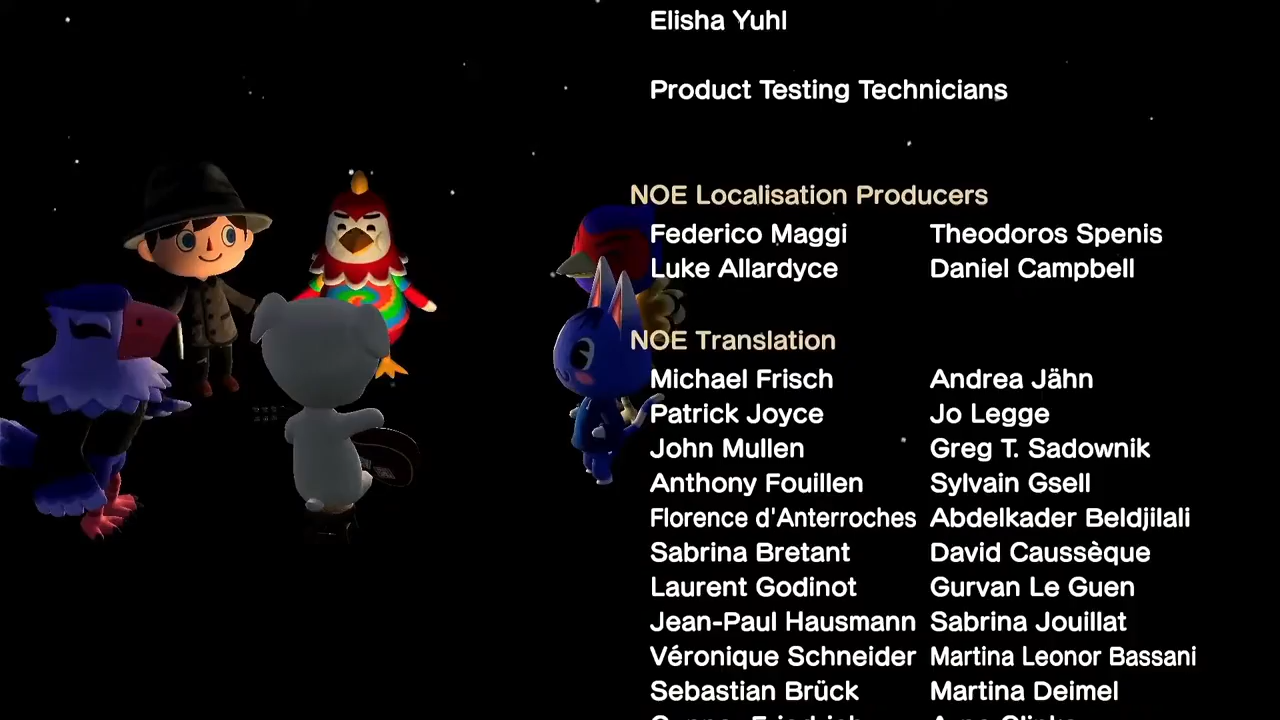 Elisha Yuhl
Product Testing Technicians
NOE Localisation Producers
Federico Maggi Theodoros Spenis
Luke Allardyce Daniel Campbell
NOE Translation
Michael Frisch Andrea Jähn
Patrick Joyce Jo Legge
John Mullen Greg T. Sadownik
Anthony Fouillen Sylvain Gsell
Florence d'Anterroches Abdelkader Beldjilali
Sabrina Bretant David Caussèque
Laurent Godinot Gurvan Le Guen
Jean-Paul Hausmann Sabrina Jouillat
Véronique Schneider Martina Leonor Bassani
Sebastian Brück Martina Deimel